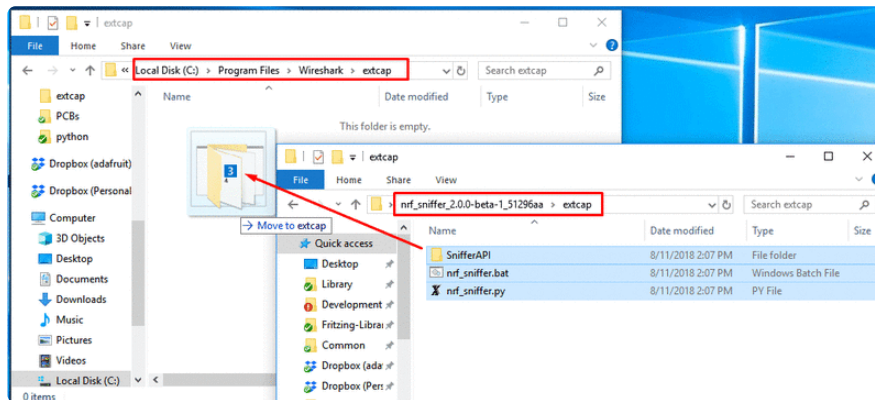 extcap
File Home Share View
« Local Disk (C:) > Program Files > Wireshark > extcap
Search extcap
Name Date modified Type Size
This folder is empty.
extcap
PCBs
python
Dropbox (adafruit)
Dropbox (Personal
Computer
3D Objects
Desktop
Documents
Downloads
Music
Pictures
Videos
Local Disk (C:)
0 items
3
Move to extcap
extcap
File Home Share View
nrf_sniffer_2.0.0-beta-1_51296aa > extcap
Search extcap
Name Date modified Type Size
Quick access
Desktop
Library
Development
Fritzing-Librar
Common
Dropbox (ada
Dropbox (Pers
SnifferAPI 8/11/2018 2:07 PM File folder
nrf_sniffer.bat 8/11/2018 2:07 PM Windows Batch File
nrf_sniffer.py 8/11/2018 2:07 PM PY File